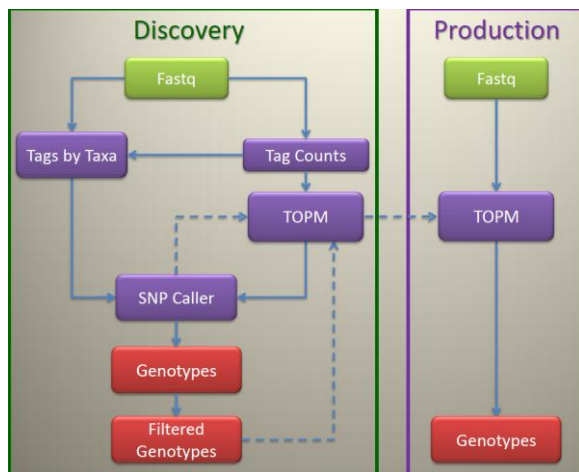 Discovery
Production
Fastq
Fastq
Tags by Taxa
Tag Counts
TOPM
TOPM
SNP Caller
Genotypes
Filtered
Genotypes
Genotypes